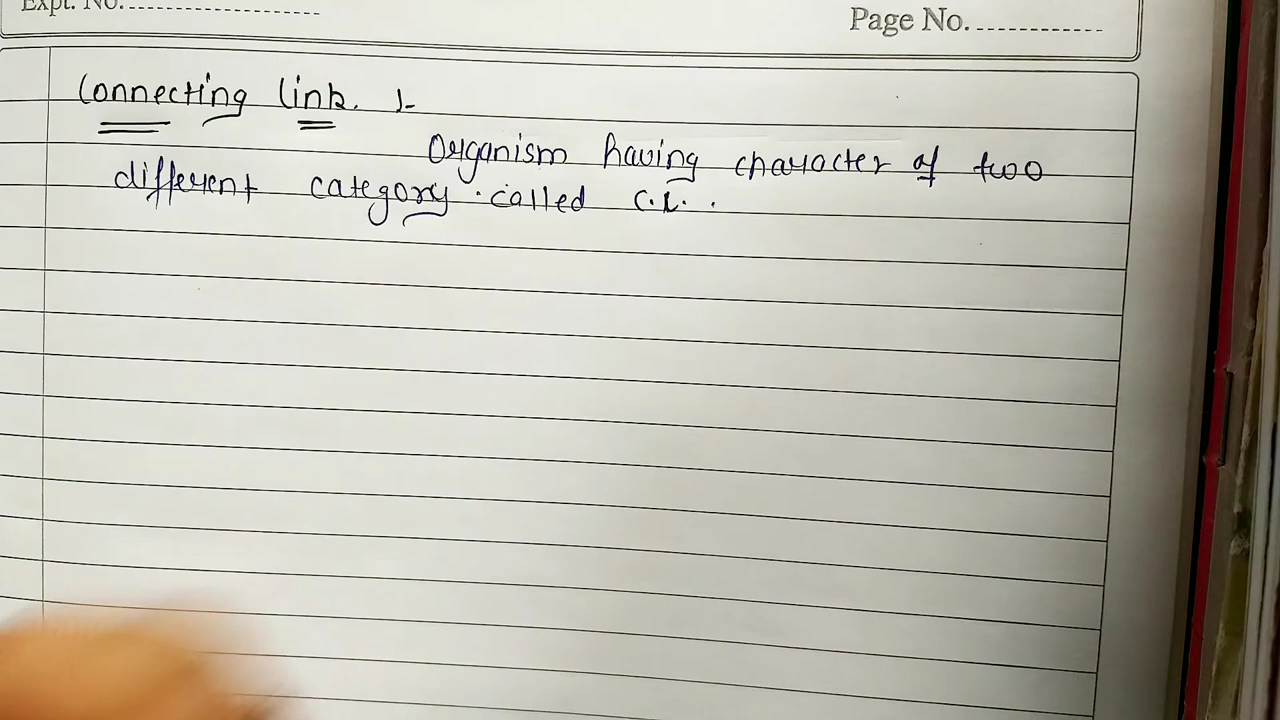 Expt. No.
Page No.
Connecting link. :-
Organism having character of two
different category. called C.L..